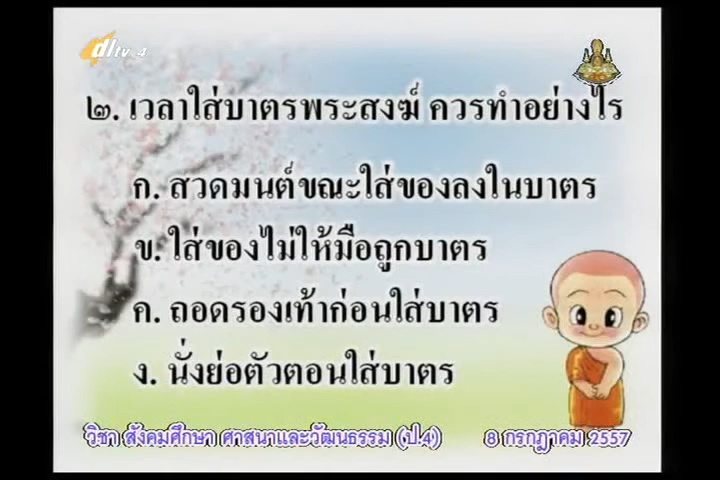 dltv 4
๒. เวลาใส่บาตรพระสงฆ์ ควรทำอย่างไร
ก. สวดมนต์ขณะใส่ของลงในบาตร
ข. ใส่ของไม่ให้มือถูกบาตร
ค. ถอดรองเท้าก่อนใส่บาตร
ง. นั่งย่อตัวตอนใส่บาตร
วิชา สังคมศึกษา ศาสนาและวัฒนธรรม (ป.4) 8 กรกฎาคม 2557